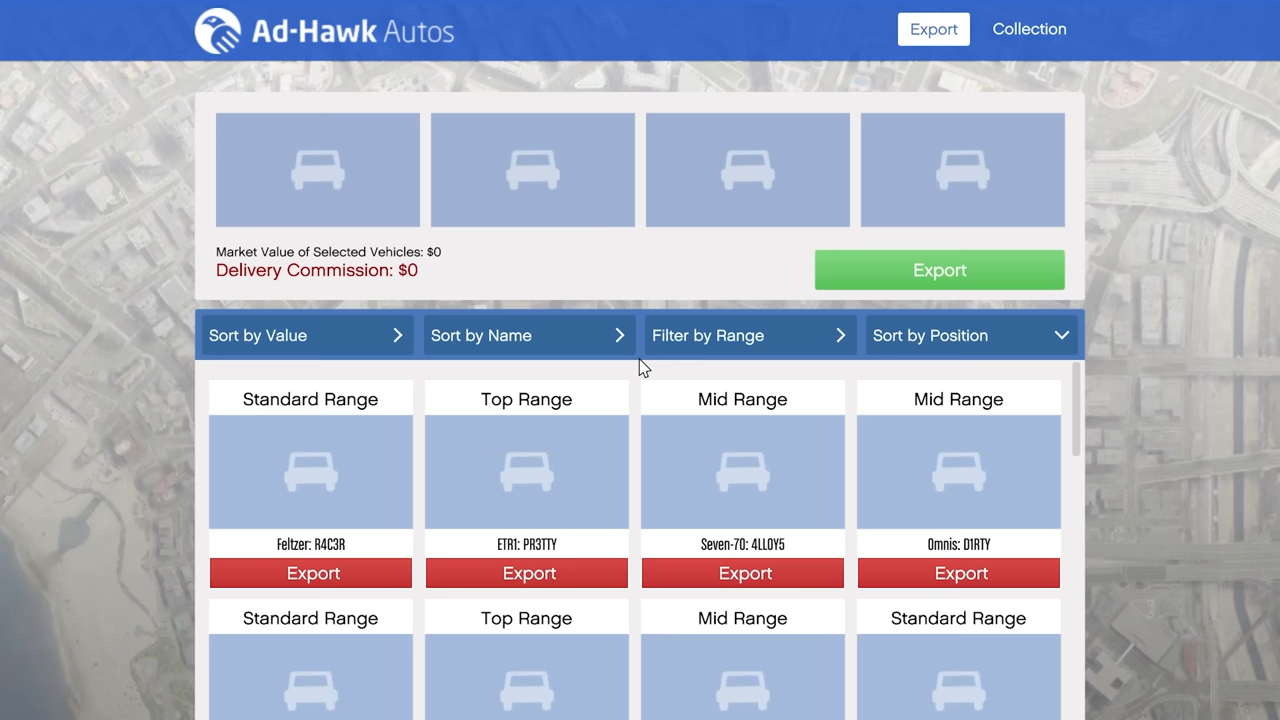 Ad-Hawk Autos
Export
Collection
Market Value of Selected Vehicles: $0
Delivery Commission: $0
Export
Sort by Value
Sort by Name
Filter by Range
Sort by Position
Standard Range
Top Range
Mid Range
Mid Range
Feltzer: R4C3R
ETR1: PR3TTY
Seven-70: 4LLOY5
Omnis: D1RTY
Export
Export
Export
Export
Standard Range
Top Range
Mid Range
Standard Range